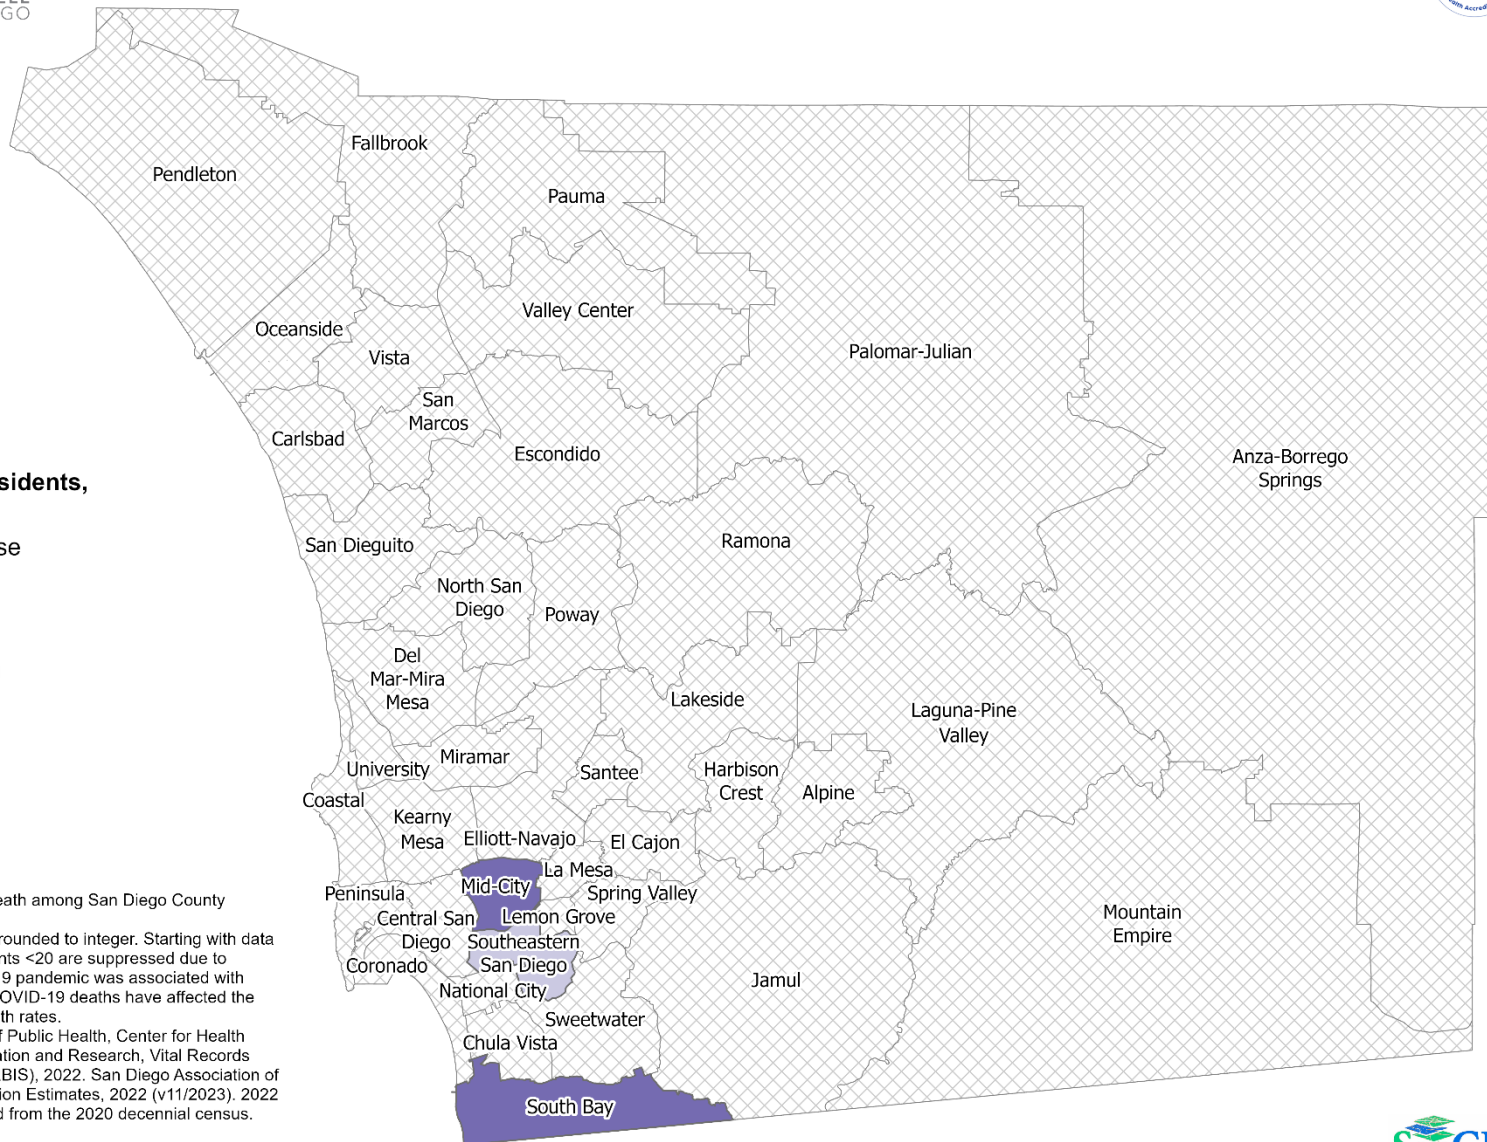 GO
Fallbrook
Pendleton
Pauma
Valley Center
Oceanside
Vista
Palomar-Julian
San
Marcos
Carlsbad
Escondido
Anza-Borrego
Springs
sidents,
San Dieguito
Ramona
se
North San
Diego
Poway
Del
Mar-Mira
Mesa
Lakeside
Laguna-Pine
Valley
Miramar
University
Santee
Harbison
Crest
Alpine
Coastal
Kearny
Mesa
Elliott-Navajo
El Cajon
La Mesa
Mid-City
Peninsula
Spring Valley
Central San
Diego
Lemon Grove
Mountain
Empire
Southeastern
San Diego
Coronado
National City
Jamul
Sweetwater
Chula Vista
South Bay
eath among San Diego County
rounded to integer. Starting with data
nts <20 are suppressed due to
9 pandemic was associated with
OVID-19 deaths have affected the
th rates.
f Public Health, Center for Health
ation and Research, Vital Records
BIS), 2022. San Diego Association of
ion Estimates, 2022 (v11/2023). 2022
d from the 2020 decennial census.